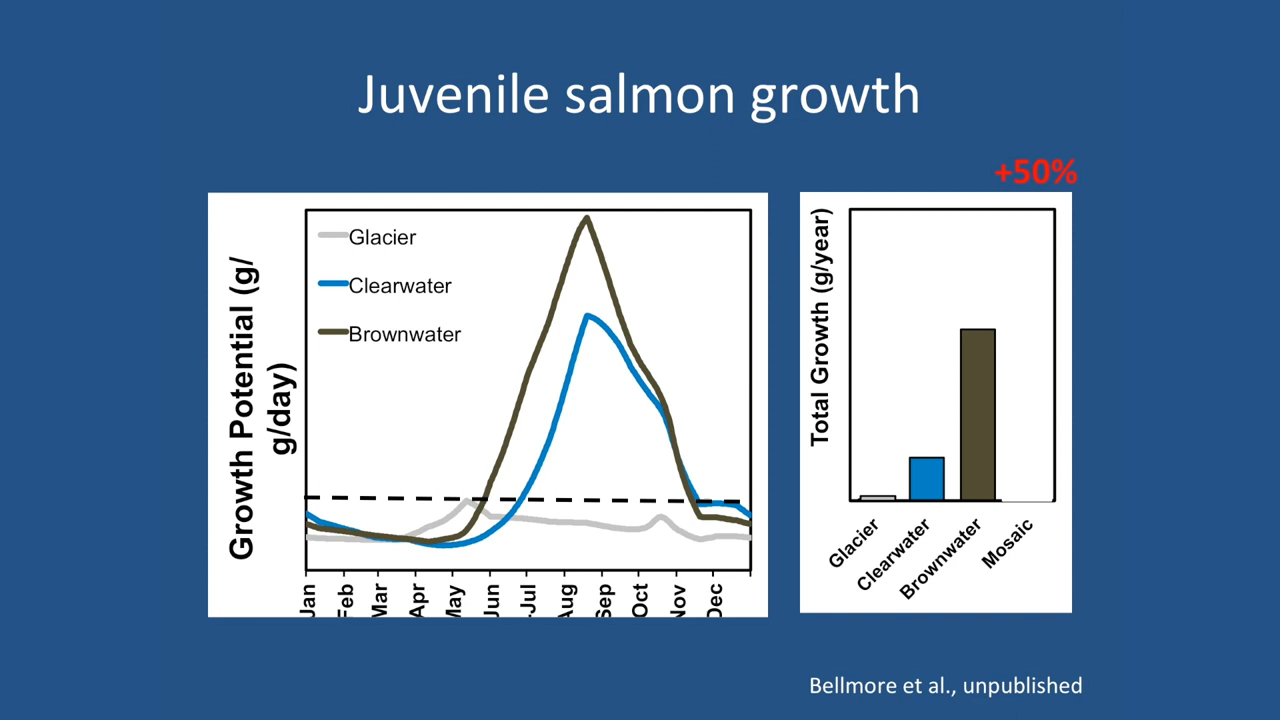 Juvenile salmon growth
+50%
Growth Potential (g/
g/day)
Glacier
Clearwater
Brownwater
Jan
Feb
Mar
Apr
May
Jun
Jul
Aug
Sep
Oct
Nov
Dec
Total Growth (g/year)
Glacier
Clearwater
Brownwater
Mosaic
Bellmore et al., unpublished